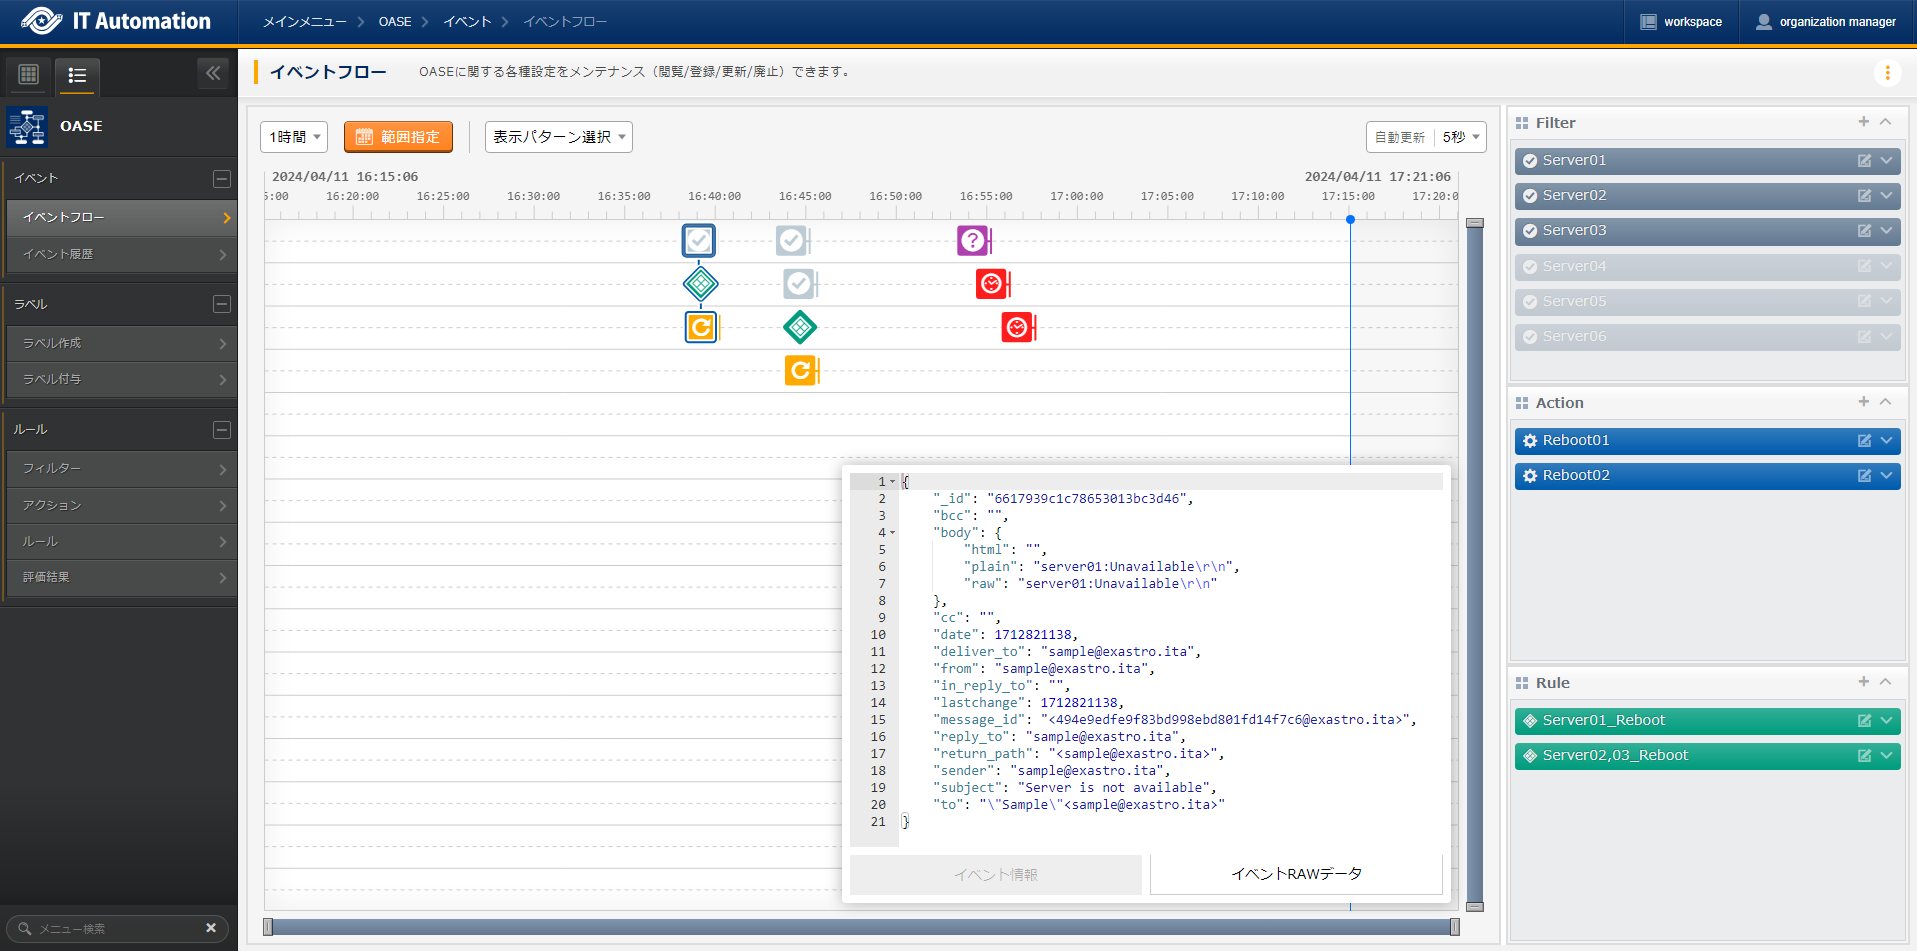 IT Automation
メインメニュー > OASE > イベント > イベントフロー
workspace
organization manager
OASE
イベント
イベントフロー
イベント履歴
ラベル
ラベル作成
ラベル付与
ルール
フィルター
アクション
ルール
評価結果
メニュー検索
イベントフロー
OASEに関する各種設定をメンテナンス（閲覧/登録/更新/廃止）できます。
1時間
範囲指定
表示パターン選択
自動更新 5秒
2024/04/11 16:15:06
2024/04/11 17:21:06
5:00 16:20:00 16:25:00 16:30:00 16:35:00 16:40:00 16:45:00 16:50:00 16:55:00 17:00:00 17:05:00 17:10:00 17:15:00 17:20:0
1 {
2 "_id": "6617939c1c78653013bc3d46",
3 "bcc": "",
4 "body": {
5 "html": "",
6 "plain": "server01:Unavailable\r\n",
7 "raw": "server01:Unavailable\r\n"
8 },
9 "cc": "",
10 "date": 1712821138,
11 "deliver_to": "sample@exastro.ita",
12 "from": "sample@exastro.ita",
13 "in_reply_to": "",
14 "lastchange": 1712821138,
15 "message_id": "<494e9edfe9f83bd998ebd801fd14f7c6@exastro.ita>",
16 "reply_to": "sample@exastro.ita",
17 "return_path": "<sample@exastro.ita>",
18 "sender": "sample@exastro.ita",
19 "subject": "Server is not available",
20 "to": "\"Sample\"<sample@exastro.ita>"
21 }
イベント情報
イベントRAWデータ
Filter
Server01
Server02
Server03
Server04
Server05
Server06
Action
Reboot01
Reboot02
Rule
Server01_Reboot
Server02,03_Reboot